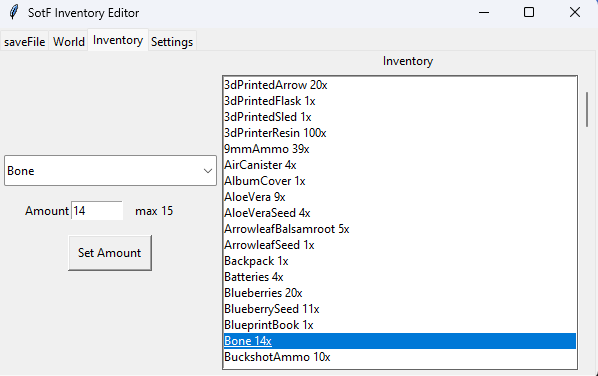 SotF Inventory Editor
saveFile World Inventory Settings
Inventory
3dPrintedArrow 20x
3dPrintedFlask 1x
3dPrintedSled 1x
3dPrinterResin 100x
9mmAmmo 39x
AirCanister 4x
AlbumCover 1x
AloeVera 9x
AloeVeraSeed 4x
ArrowleafBalsamroot 5x
ArrowleafSeed 1x
Backpack 1x
Batteries 4x
Blueberries 20x
BlueberrySeed 11x
BlueprintBook 1x
Bone 14x
BuckshotAmmo 10x
Bone
Amount 14 max 15
Set Amount